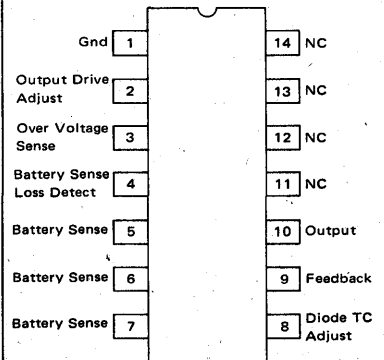 Gnd 1 14 NC
Output Drive
Adjust 2 13 NC
Over Voltage
Sense 3 12 NC
Battery Sense
Loss Detect 4 11 NC
Battery Sense 5 10 Output
Battery Sense 6 9 Feedback
Battery Sense 7 8 Diode TC
Adjust